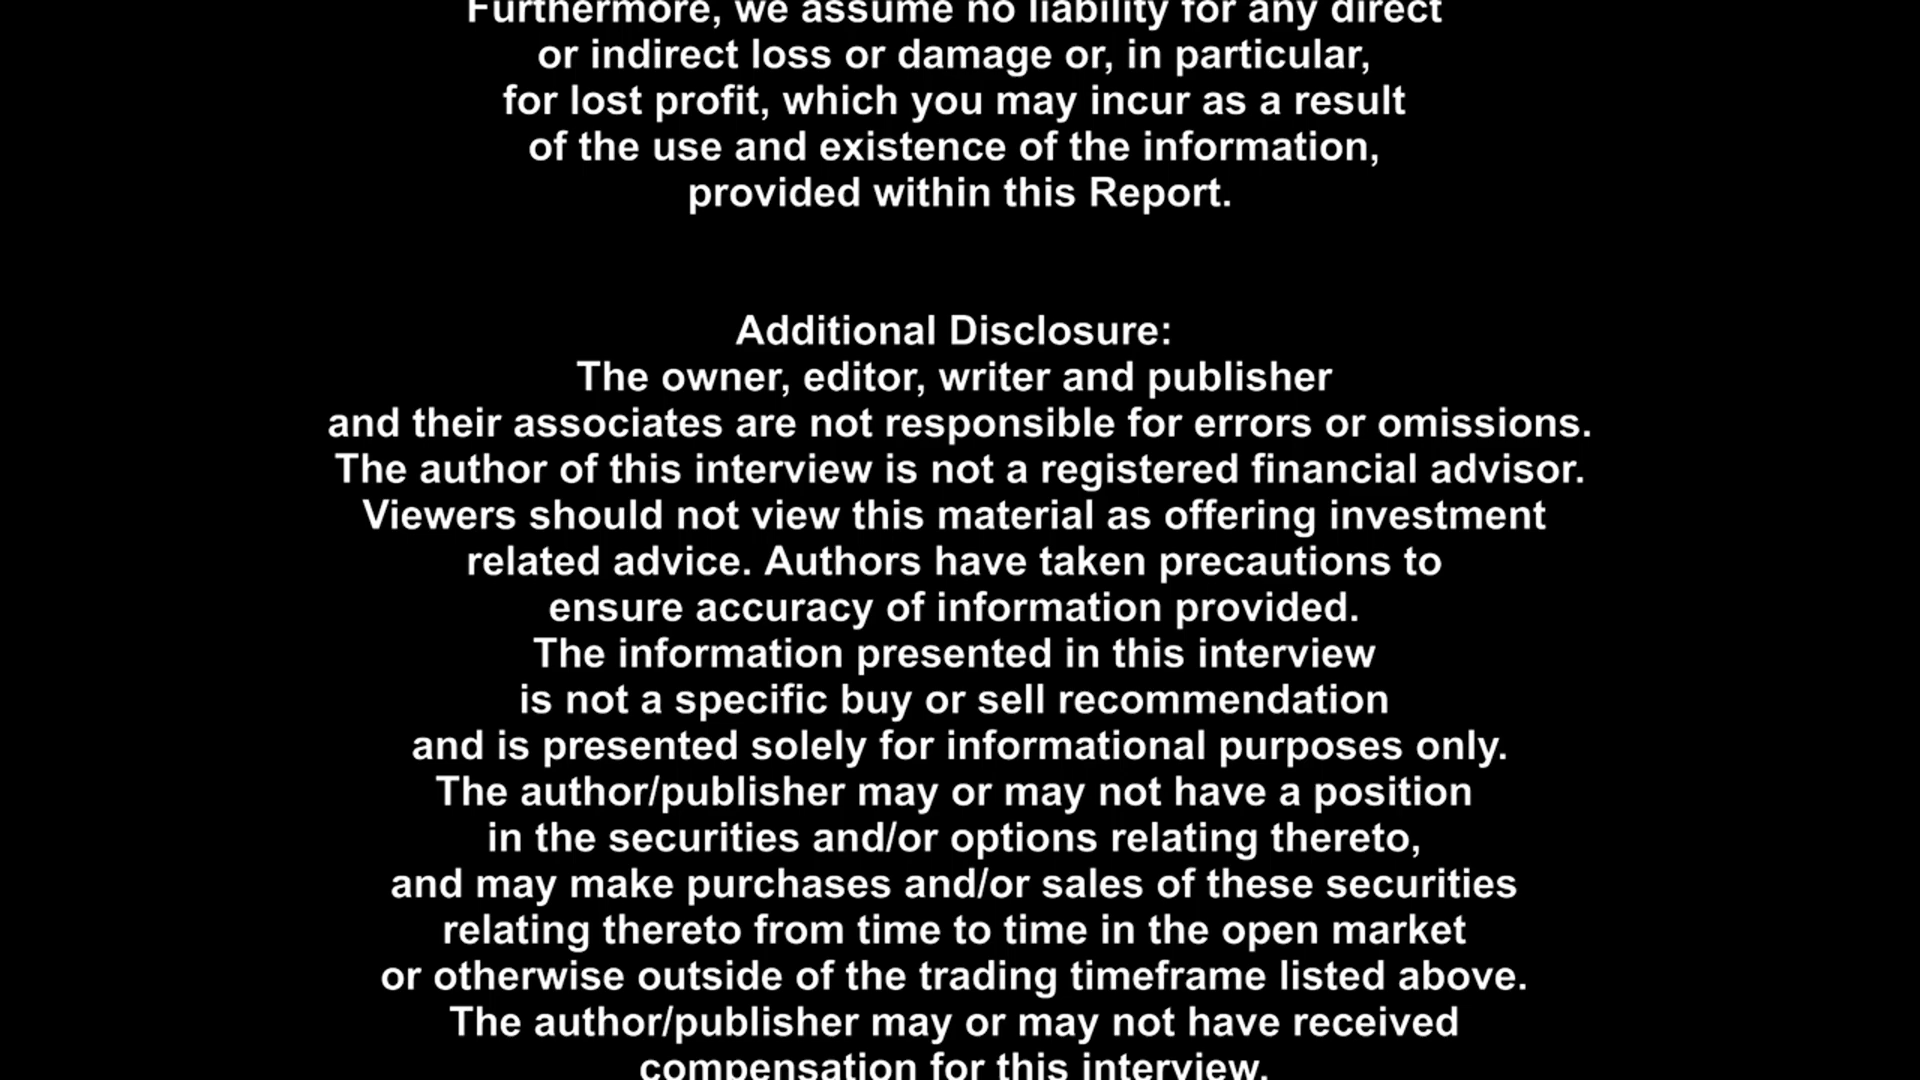 Furthermore, we assume no liability for any direct
or indirect loss or damage or, in particular,
for lost profit, which you may incur as a result
of the use and existence of the information,
provided within this Report.
Additional Disclosure:
The owner, editor, writer and publisher
and their associates are not responsible for errors or omissions.
The author of this interview is not a registered financial advisor.
Viewers should not view this material as offering investment
related advice. Authors have taken precautions to
ensure accuracy of information provided.
The information presented in this interview
is not a specific buy or sell recommendation
and is presented solely for informational purposes only.
The author/publisher may or may not have a position
in the securities and/or options relating thereto,
and may make purchases and/or sales of these securities
relating thereto from time to time in the open market
or otherwise outside of the trading timeframe listed above.
The author/publisher may or may not have received
compensation for this interview.